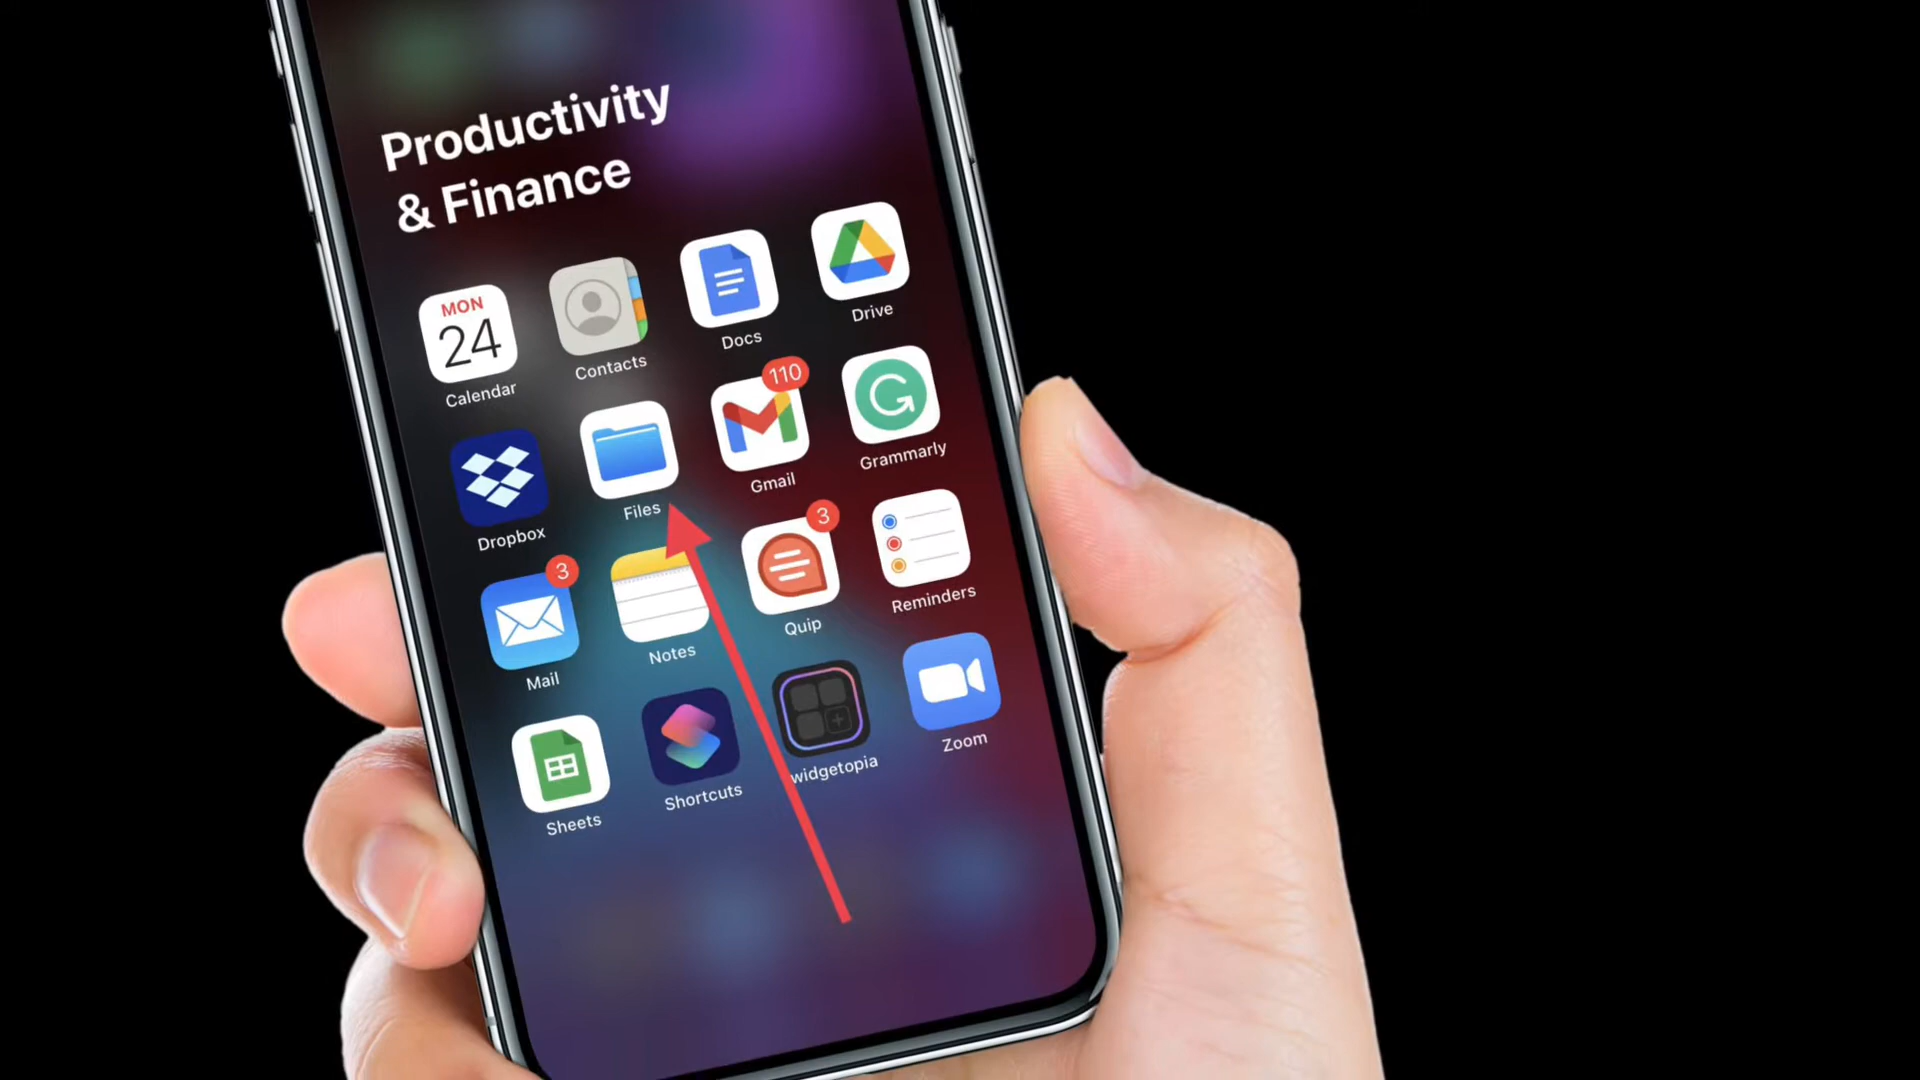 Productivity
& Finance
MON
24
Calendar
Contacts
Docs
Drive
Dropbox
Files
110
Gmail
Grammarly
3
Mail
Notes
3
Quip
Reminders
Sheets
Shortcuts
widgetopia
Zoom